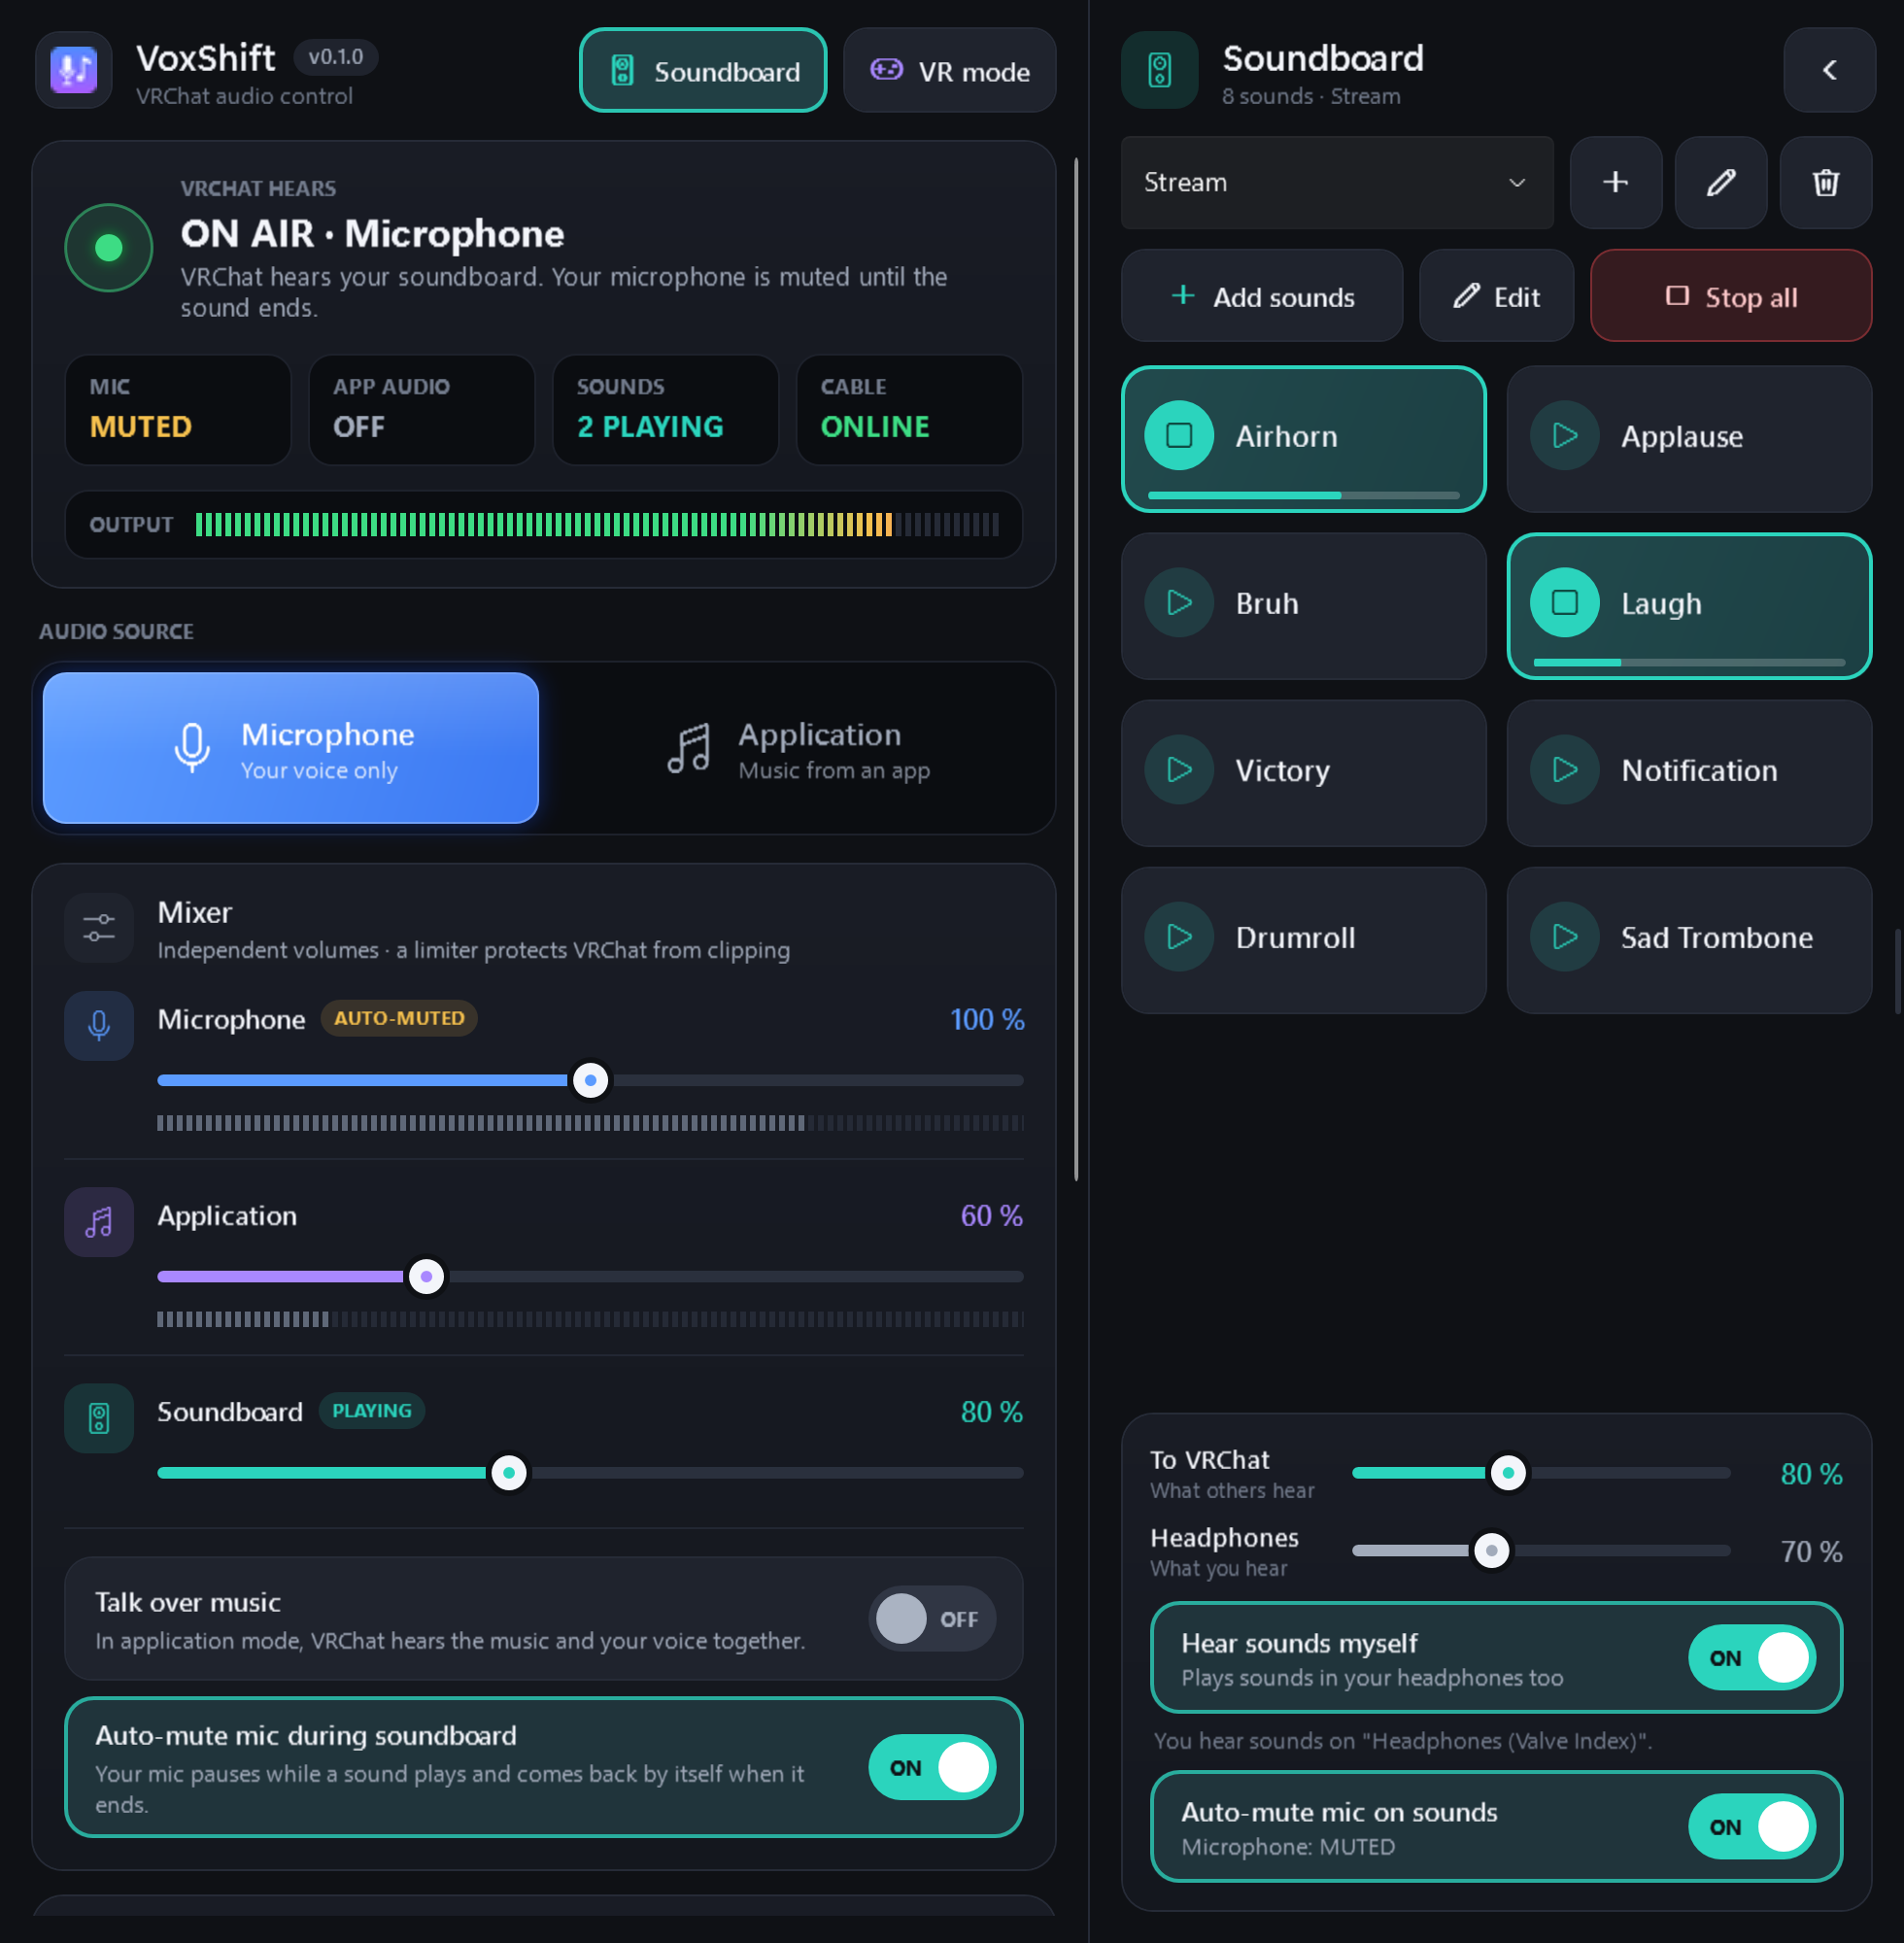 VoxShift v0.1.0
VRChat audio control
Soundboard
VR mode
VRCHAT HEARS
ON AIR · Microphone
VRChat hears your soundboard. Your microphone is muted until the
sound ends.
MIC
MUTED
APP AUDIO
OFF
SOUNDS
2 PLAYING
CABLE
ONLINE
OUTPUT
AUDIO SOURCE
Microphone
Your voice only
Application
Music from an app
Mixer
Independent volumes · a limiter protects VRChat from clipping
Microphone AUTO-MUTED 100 %
Application 60 %
Soundboard PLAYING 80 %
Talk over music
In application mode, VRChat hears the music and your voice together.
OFF
Auto-mute mic during soundboard
Your mic pauses while a sound plays and comes back by itself when it
ends.
ON
Soundboard
8 sounds · Stream
Stream
Add sounds
Edit
Stop all
Airhorn
Applause
Bruh
Laugh
Victory
Notification
Drumroll
Sad Trombone
To VRChat
What others hear
80 %
Headphones
What you hear
70 %
Hear sounds myself
Plays sounds in your headphones too
ON
You hear sounds on "Headphones (Valve Index)".
Auto-mute mic on sounds
Microphone: MUTED
ON